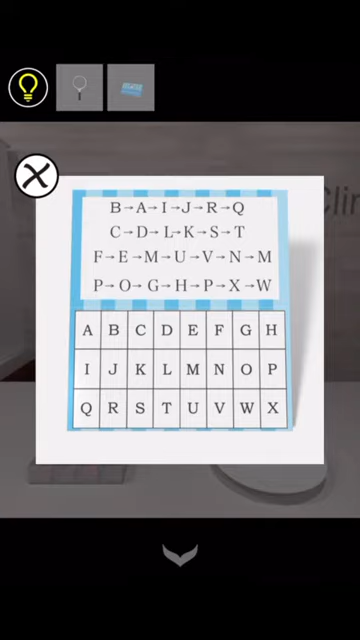 B→A→I→J→R→Q
C→D→L→K→S→T
F→E→M→U→V→N→M
P→O→G→H→P→X→W
A B C D E F G H
I J K L M N O P
Q R S T U V W X